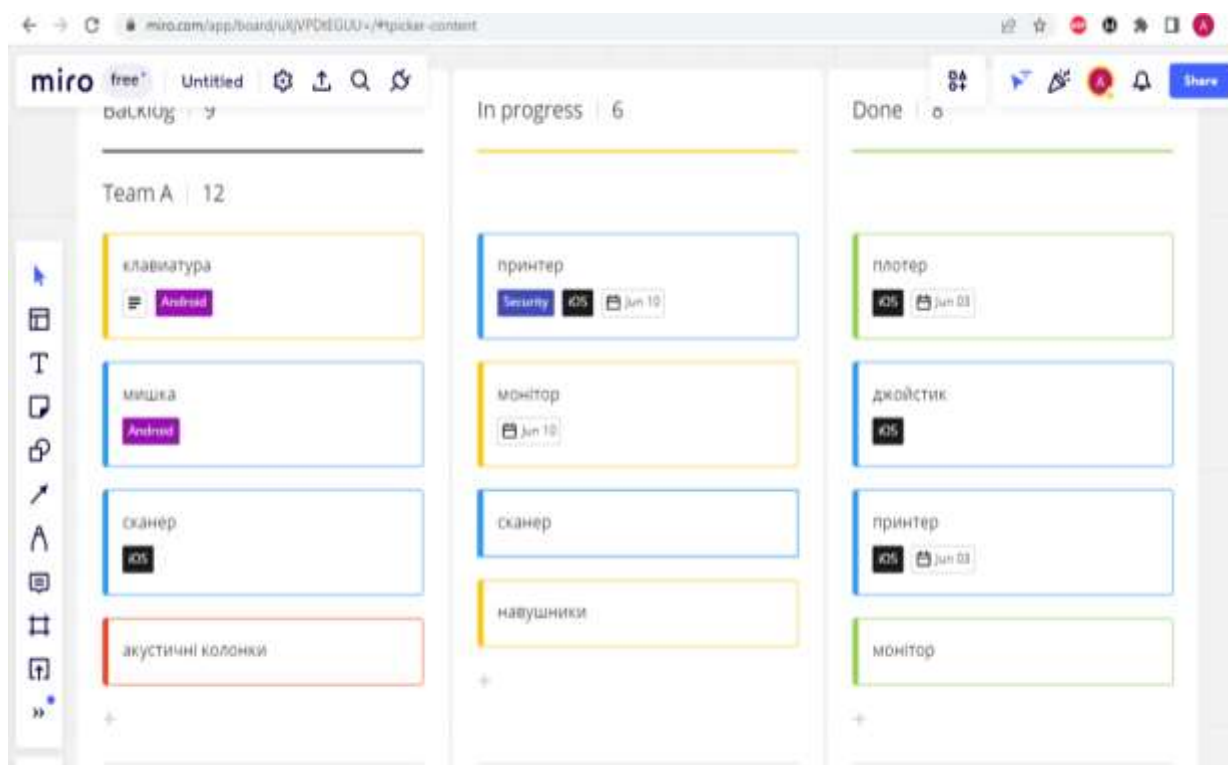 miro free Untitled Share
Backlog 9
In progress 6
Done 8
Team A 12
клавиатура
Android
мишка
Android
сканер
iOS
акустичні колонки
принтер
Security iOS Jun 10
монітор
Jun 10
сканер
навушники
плотер
iOS Jun 03
джойстик
iOS
принтер
iOS Jun 03
монітор